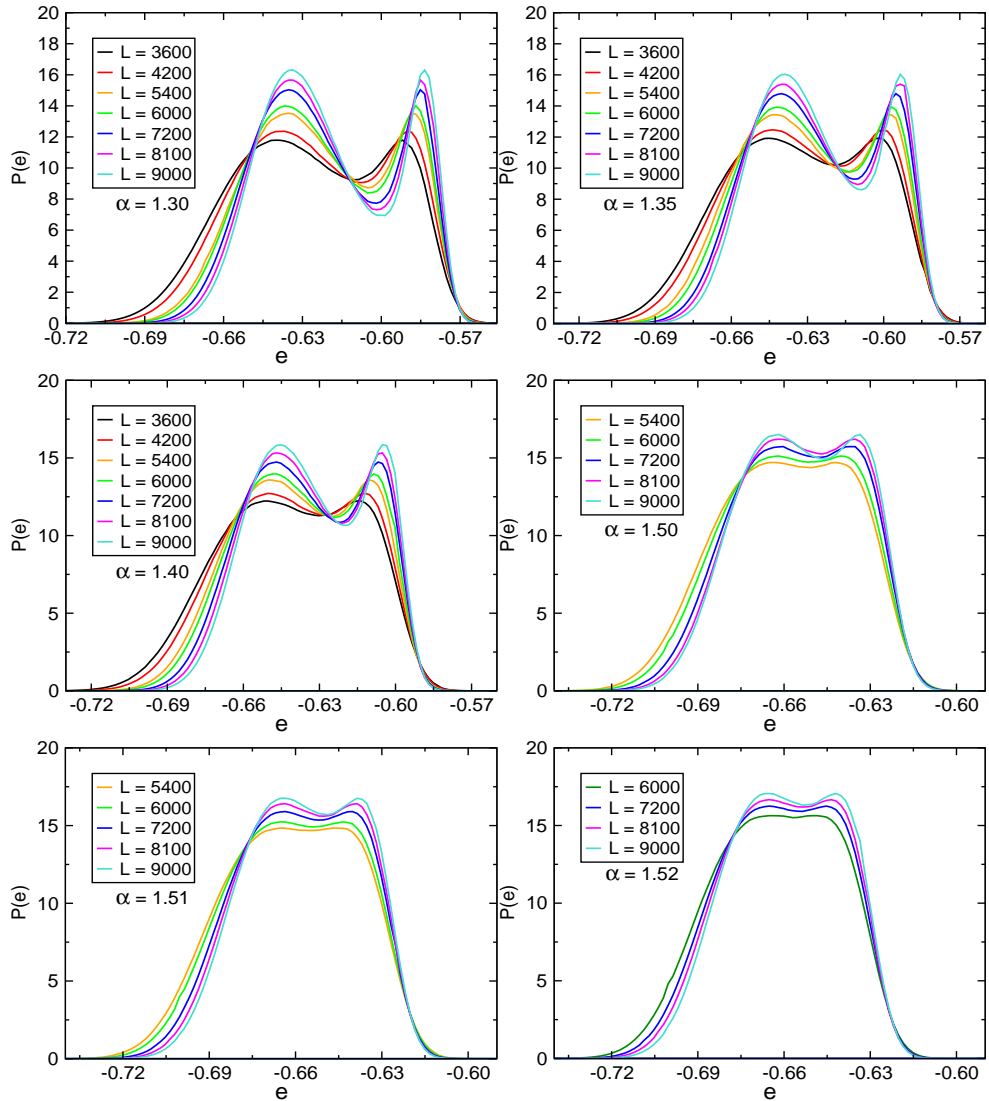 20
18
16
14
12
10
8
6
4
2
0
P(e)
L = 3600
L = 4200
L = 5400
L = 6000
L = 7200
L = 8100
L = 9000
α = 1.30
-0.72 -0.69 -0.66 -0.63 -0.60 -0.57
e
20
18
16
14
12
10
8
6
4
2
0
P(e)
L = 3600
L = 4200
L = 5400
L = 6000
L = 7200
L = 8100
L = 9000
α = 1.35
-0.72 -0.69 -0.66 -0.63 -0.60 -0.57
e
20
15
10
5
0
P(e)
L = 3600
L = 4200
L = 5400
L = 6000
L = 7200
L = 8100
L = 9000
α = 1.40
-0.72 -0.69 -0.66 -0.63 -0.60 -0.57
e
20
15
10
5
0
P(e)
L = 5400
L = 6000
L = 7200
L = 8100
L = 9000
α = 1.50
-0.72 -0.69 -0.66 -0.63 -0.60
e
20
15
10
5
0
P(e)
L = 5400
L = 6000
L = 7200
L = 8100
L = 9000
α = 1.51
-0.72 -0.69 -0.66 -0.63 -0.60
e
20
15
10
5
0
P(e)
L = 6000
L = 7200
L = 8100
L = 9000
α = 1.52
-0.72 -0.69 -0.66 -0.63 -0.60
e